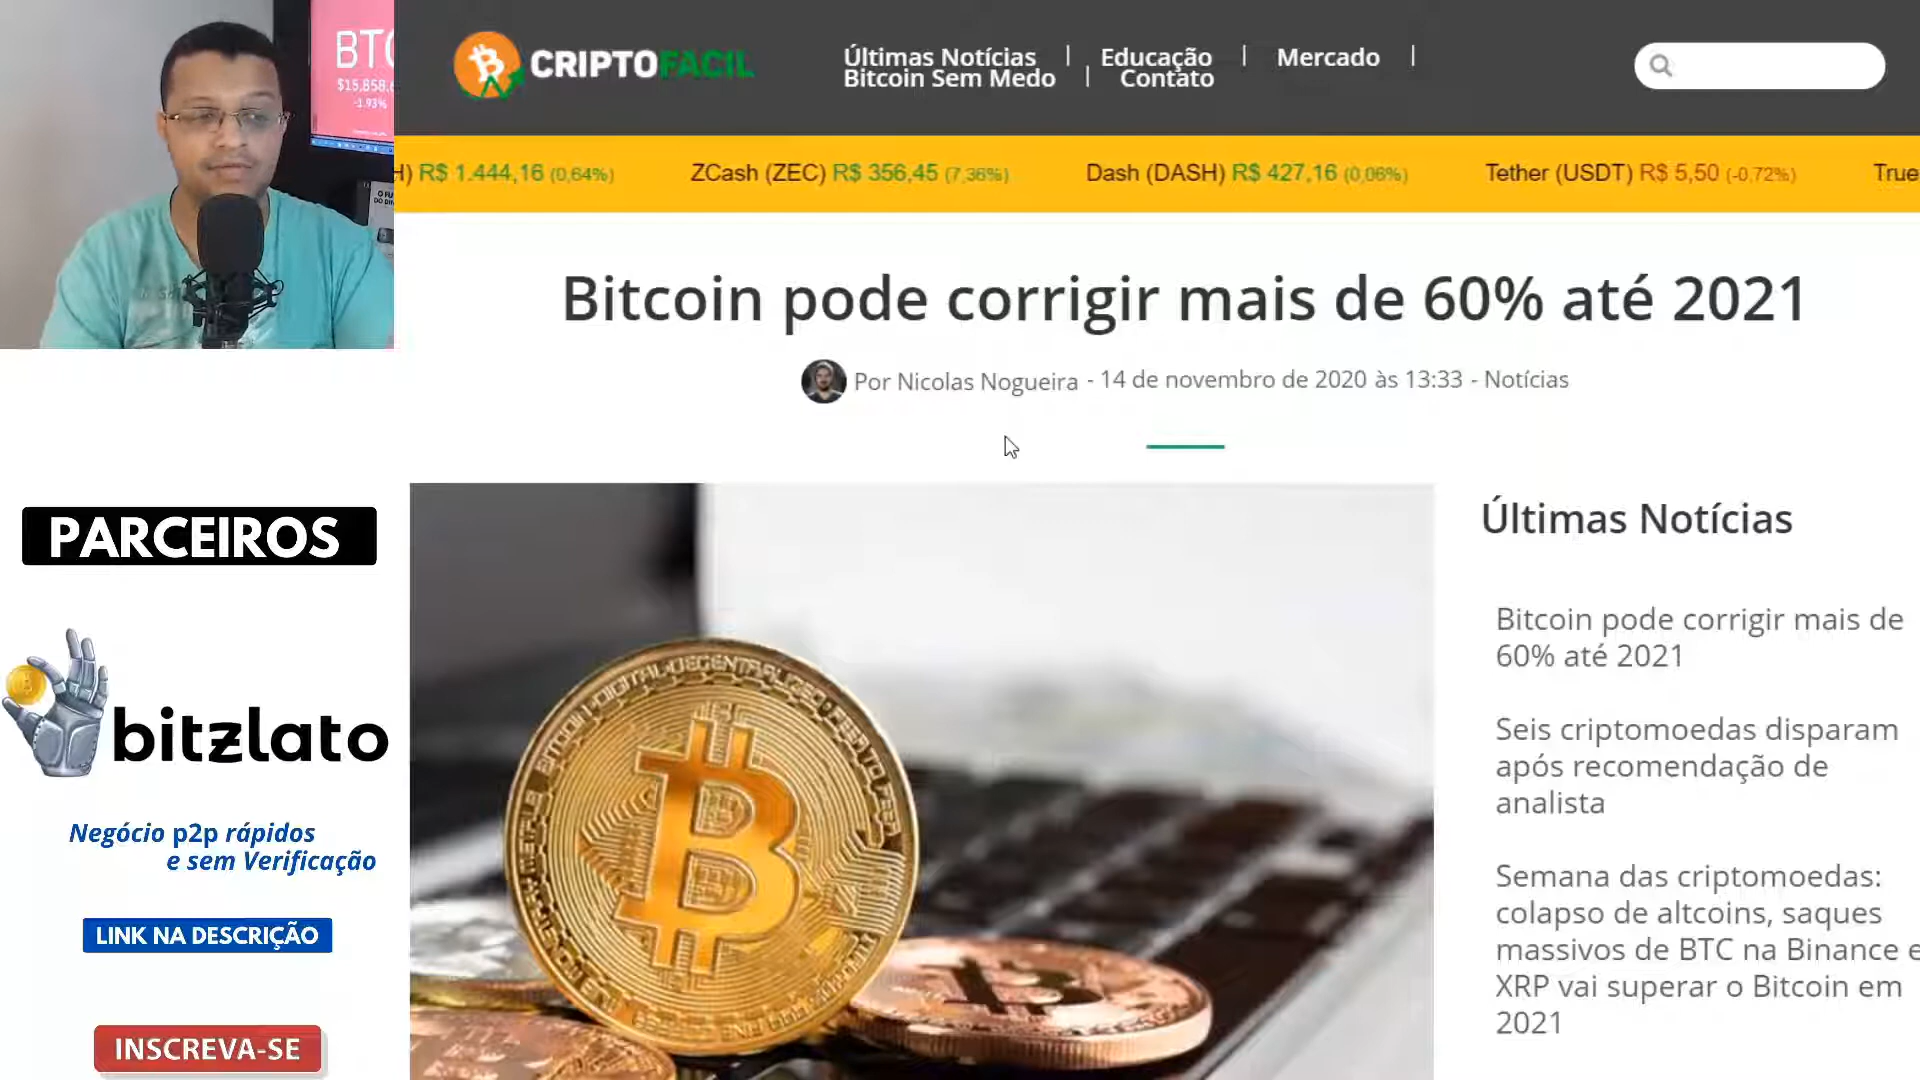 BTC
$15,858.
-1.93%
CRIPTOFACIL
Últimas Notícias | Educação | Mercado |
Bitcoin Sem Medo | Contato
H) R$ 1.444,16 (0,64%) ZCash (ZEC) R$ 356,45 (7,36%) Dash (DASH) R$ 427,16 (0,06%) Tether (USDT) R$ 5,50 (-0,72%) True
O FU
DO DIN
Bitcoin pode corrigir mais de 60% até 2021
Por Nicolas Nogueira - 14 de novembro de 2020 às 13:33 - Notícias
PARCEIROS
bitzlato
Negócio p2p rápidos
e sem Verificação
LINK NA DESCRIÇÃO
INSCREVA-SE
Últimas Notícias
Bitcoin pode corrigir mais de
60% até 2021
Seis criptomoedas disparam
após recomendação de
analista
Semana das criptomoedas:
colapso de altcoins, saques
massivos de BTC na Binance e
XRP vai superar o Bitcoin em
2021